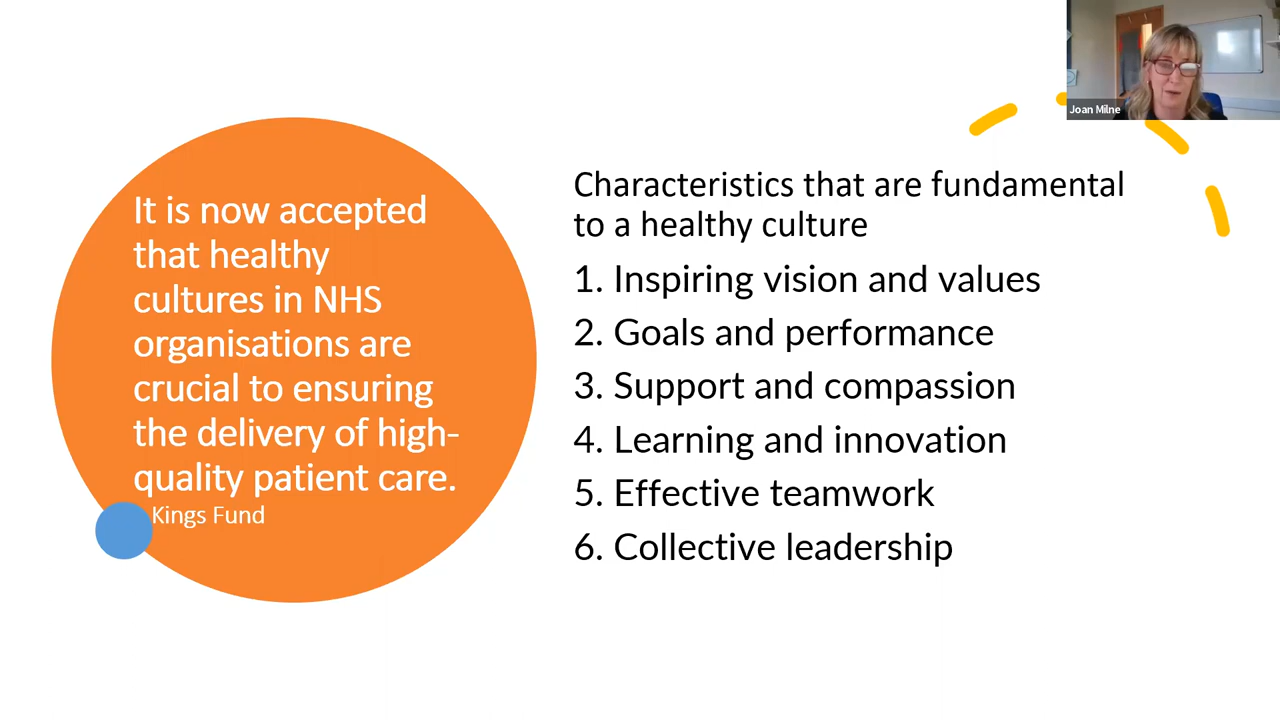 It is now accepted
that healthy
cultures in NHS
organisations are
crucial to ensuring
the delivery of high-
quality patient care.
Kings Fund
Characteristics that are fundamental
to a healthy culture
1. Inspiring vision and values
2. Goals and performance
3. Support and compassion
4. Learning and innovation
5. Effective teamwork
6. Collective leadership
Joan Milne